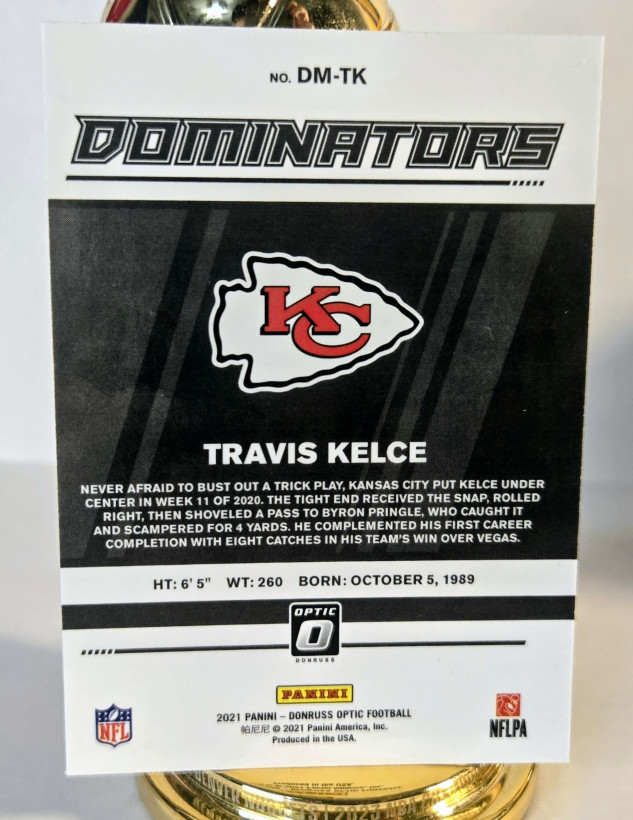 NO. DM-TK
DOMINATORS
KC
TRAVIS KELCE
NEVER AFRAID TO BUST OUT A TRICK PLAY, KANSAS CITY PUT KELCE UNDER
CENTER IN WEEK 11 OF 2020. THE TIGHT END RECEIVED THE SNAP, ROLLED
RIGHT, THEN SHOVELED A PASS TO BYRON PRINGLE, WHO CAUGHT IT
AND SCAMPERED FOR 4 YARDS. HE COMPLEMENTED HIS FIRST CAREER
COMPLETION WITH EIGHT CATCHES IN HIS TEAM'S WIN OVER VEGAS.
HT: 6' 5" WT: 260 BORN: OCTOBER 5, 1989
OPTIC
O
DONRUSS
PANINI
NFL
2021 PANINI – DONRUSS OPTIC FOOTBALL
帕尼尼 © 2021 Panini America, Inc.
Produced in the USA.
NFLPA
DENVER 2023 NBA